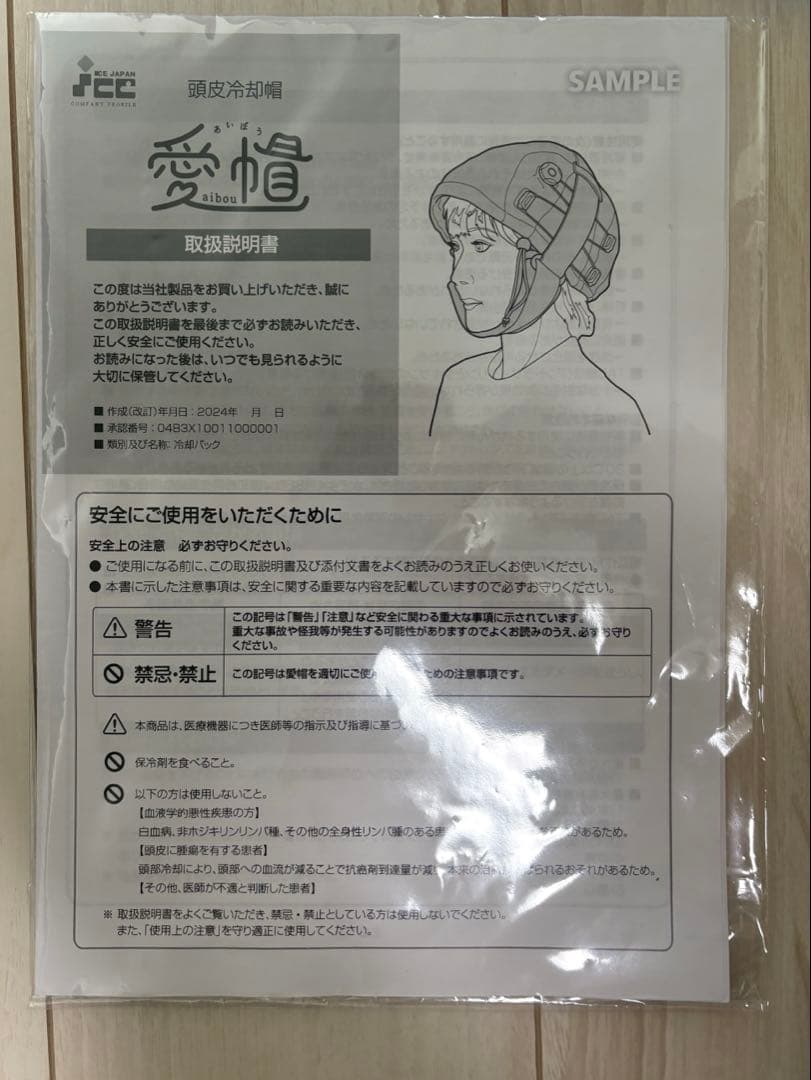 IICE JAPAN
ICE
COMPANY PROFILE
頭皮冷却帽
SAMPLE
あいぼう
愛帽
aibou
取扱説明書
この度は当社製品をお買い上げいただき、誠に
ありがとうございます。
この取扱説明書を最後まで必ずお読みいただき、
正しく安全にご使用ください。
お読みになった後は、いつでも見られるように
大切に保管してください。
■ 作成(改訂)年月日:2024年 月 日
■ 承認番号:04B3X10011000001
■ 類別及び名称:冷却パック
安全にご使用をいただくために
安全上の注意 必ずお守りください。
● ご使用になる前に、この取扱説明書及び添付文書をよくお読みのうえ正しくお使いください。
● 本書に示した注意事項は、安全に関する重要な内容を記載していますので必ずお守りください。
警告
この記号は「警告」「注意」など安全に関わる重大な事項に示されています。
重大な事故や怪我等が発生する可能性がありますのでよくお読みのうえ、必ずお守り
ください。
禁忌・禁止
この記号は愛帽を適切にご使 ための注意事項です。
本商品は、医療機器につき医師等の指示及び指導に基づ
保冷剤を食べること。
以下の方は使用しないこと。
【血液学的悪性疾患の方】
白血病、非ホジキリンリンパ種、その他の全身性リンパ腫のある患 があるため。
【頭皮に腫瘍を有する患者】
頭部冷却により、頭部への血流が減ることで抗癌剤到達量が減 本来の治 られるおそれがあるため。
【その他、医師が不適と判断した患者】
※ 取扱説明書をよくご覧いただき、禁忌・禁止としている方は使用しないでください。
また、「使用上の注意」を守り適正に使用してください。